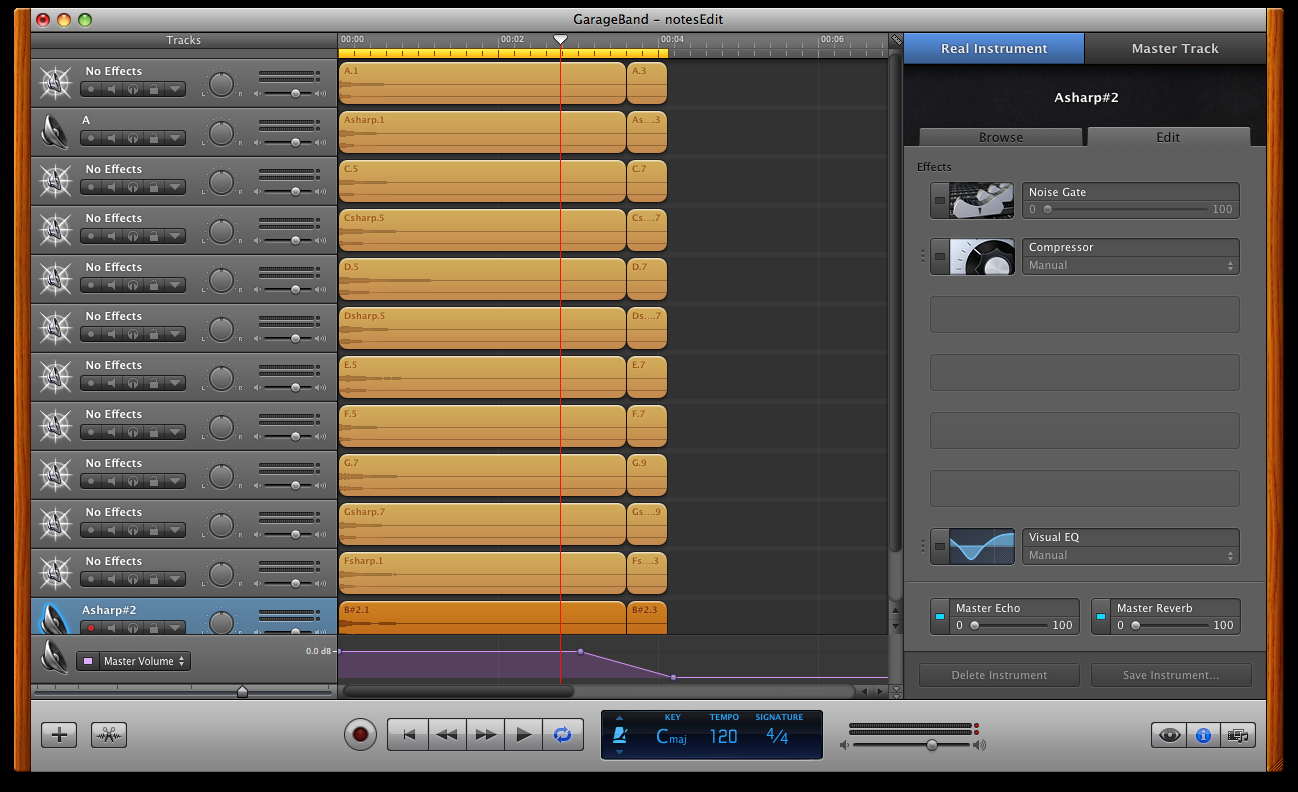 GarageBand – notesEdit
Tracks
00:00 00:02 00:04 00:06
No Effects
L R
A.1 A.3
A
L R
Asharp.1 As....3
No Effects
L R
C.5 C.7
No Effects
L R
Csharp.5 Cs....7
No Effects
L R
D.5 D.7
No Effects
L R
Dsharp.5 Ds....7
No Effects
L R
E.5 E.7
No Effects
L R
F.5 F.7
No Effects
L R
G.7 G.9
No Effects
L R
Gsharp.7 Gs....9
No Effects
L R
Fsharp.1 Fs....3
Asharp#2
B#2.1 B#2.3
Master Volume
0.0 dB
Real Instrument
Master Track
Asharp#2
Browse
Edit
Effects
Noise Gate
0 100
Compressor
Manual
Visual EQ
Manual
Master Echo
0 100
Master Reverb
0 100
Delete Instrument
Save Instrument...
KEY TEMPO SIGNATURE
Cmaj 120 4/4